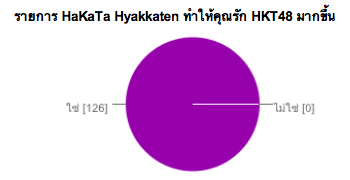 รายการ HaKaTa Hyakkaten ทำให้คุณรัก HKT48 มากขึ้น
ใช่ [126]
ไม่ใช่ [0]